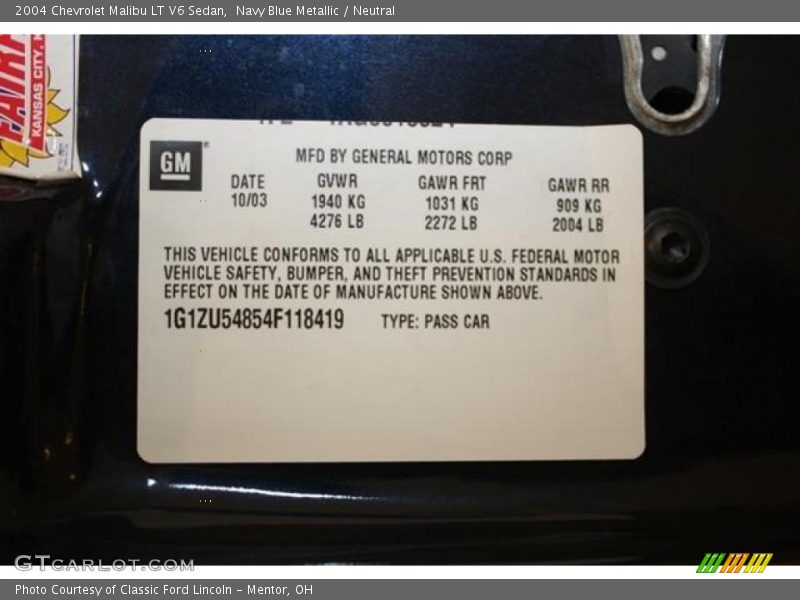 2004 Chevrolet Malibu LT V6 Sedan, Navy Blue Metallic / Neutral
KANSAS CITY, K
GM
MFD BY GENERAL MOTORS CORP
DATE GVWR GAWR FRT GAWR RR
10/03 1940 KG 1031 KG 909 KG
4276 LB 2272 LB 2004 LB
THIS VEHICLE CONFORMS TO ALL APPLICABLE U.S. FEDERAL MOTOR
VEHICLE SAFETY, BUMPER, AND THEFT PREVENTION STANDARDS IN
EFFECT ON THE DATE OF MANUFACTURE SHOWN ABOVE.
1G1ZU54854F118419 TYPE: PASS CAR
GTCARLOT.COM
Photo Courtesy of Classic Ford Lincoln - Mentor, OH